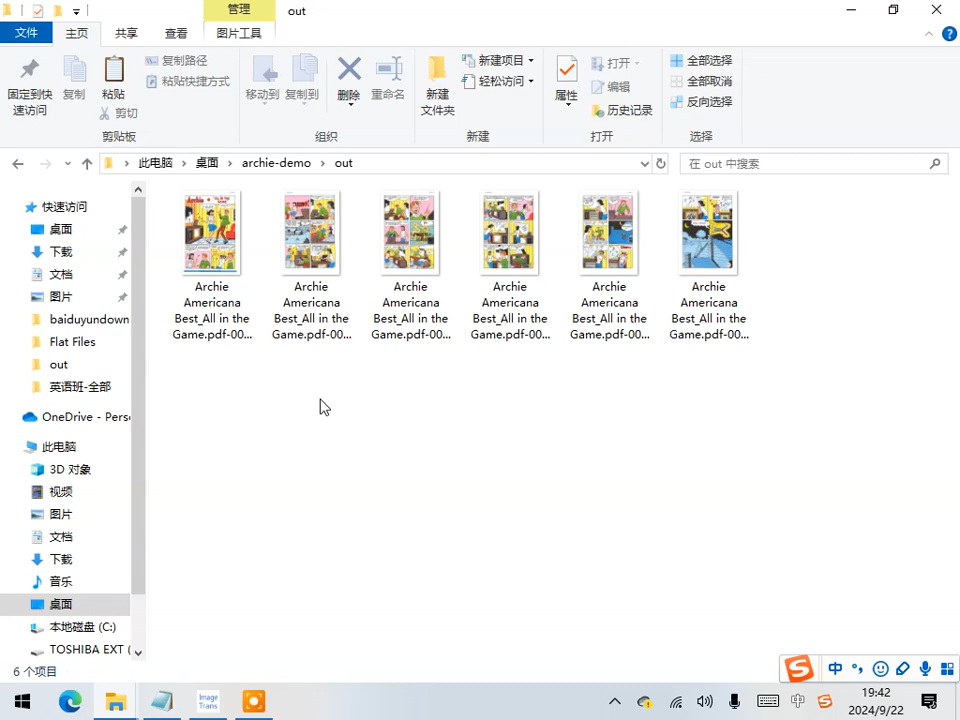 管理
out
文件
主页
共享
查看
图片工具
固定到快
速访问
复制
粘贴
复制路径
粘贴快捷方式
剪切
剪贴板
移动到
复制到
删除
重命名
组织
新建
文件夹
新建项目
轻松访问
新建
属性
打开
编辑
历史记录
打开
全部选择
全部取消
反向选择
选择
此电脑 › 桌面 › archie-demo › out
在 out 中搜索
快速访问
桌面
下载
文档
图片
baiduyundown
Flat Files
out
英语班-全部
OneDrive - Pers
此电脑
3D 对象
视频
图片
文档
下载
音乐
桌面
本地磁盘 (C:)
TOSHIBA EXT (
Archie
Americana
Best_All in the
Game.pdf-00...
Archie
Americana
Best_All in the
Game.pdf-00...
Archie
Americana
Best_All in the
Game.pdf-00...
Archie
Americana
Best_All in the
Game.pdf-00...
Archie
Americana
Best_All in the
Game.pdf-00...
Archie
Americana
Best_All in the
Game.pdf-00...
6 个项目
中
Image
Trans
中
19:42
2024/9/22